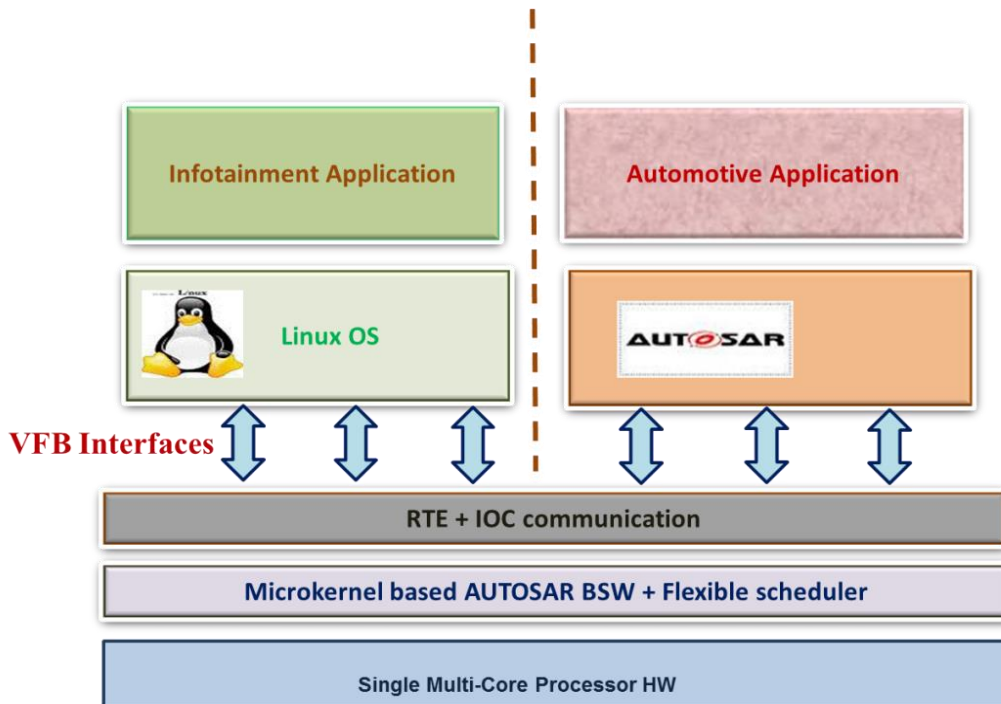 Infotainment Application
Automotive Application
Linux
Linux OS
AUTOSAR
VFB Interfaces
RTE + IOC communication
Microkernel based AUTOSAR BSW + Flexible scheduler
Single Multi-Core Processor HW